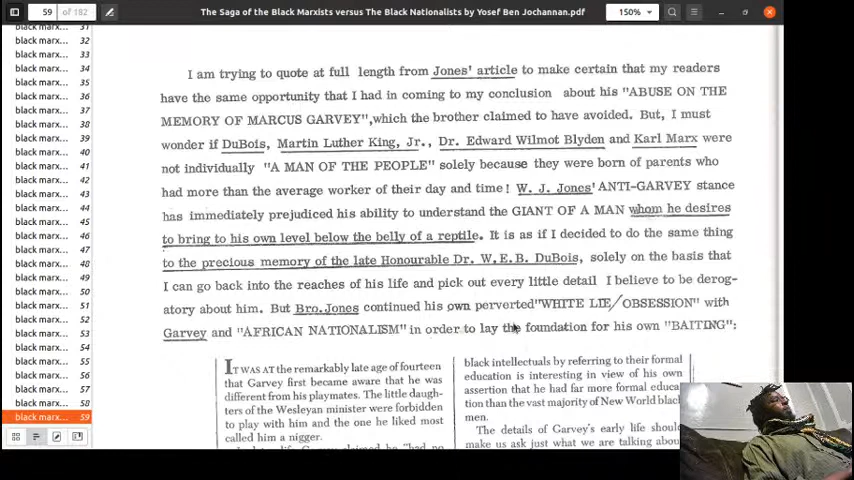 59 of 182
The Saga of the Black Marxists versus The Black Nationalists by Yosef Ben Jochannan.pdf
150%
black marx... 31
black marx... 32
black marx... 33
black marx... 34
black marx... 35
black marx... 36
black marx... 37
black marx... 38
black marx... 39
black marx... 40
black marx... 41
black marx... 42
black marx... 43
black marx... 44
black marx... 45
black marx... 46
black marx... 47
black marx... 48
black marx... 49
black marx... 50
black marx... 51
black marx... 52
black marx... 53
black marx... 54
black marx... 55
black marx... 56
black marx... 57
black marx... 58
black marx... 59
I am trying to quote at full length from Jones' article to make certain that my readers
have the same opportunity that I had in coming to my conclusion about his "ABUSE ON THE
MEMORY OF MARCUS GARVEY", which the brother claimed to have avoided. But, I must
wonder if DuBois, Martin Luther King, Jr., Dr. Edward Wilmot Blyden and Karl Marx were
not individually "A MAN OF THE PEOPLE" solely because they were born of parents who
had more than the average worker of their day and time! W. J. Jones' ANTI-GARVEY stance
has immediately prejudiced his ability to understand the GIANT OF A MAN whom he desires
to bring to his own level below the belly of a reptile. It is as if I decided to do the same thing
to the precious memory of the late Honourable Dr. W.E.B. DuBois, solely on the basis that
I can go back into the reaches of his life and pick out every little detail I believe to be derog-
atory about him. But Bro. Jones continued his own perverted "WHITE LIE/OBSESSION" with
Garvey and "AFRICAN NATIONALISM" in order to lay the foundation for his own "BAITING":
IT WAS AT the remarkably late age of fourteen
that Garvey first became aware that he was
different from his playmates. The little daugh-
ters of the Wesleyan minister were forbidden
to play with him and the one he liked most
called him a nigger.
black intellectuals by referring to their formal
education is interesting in view of his own
assertion that he had far more formal educa
tion than the vast majority of New World black
men.
The details of Garvey's early life should
make us ask just what we are talking about